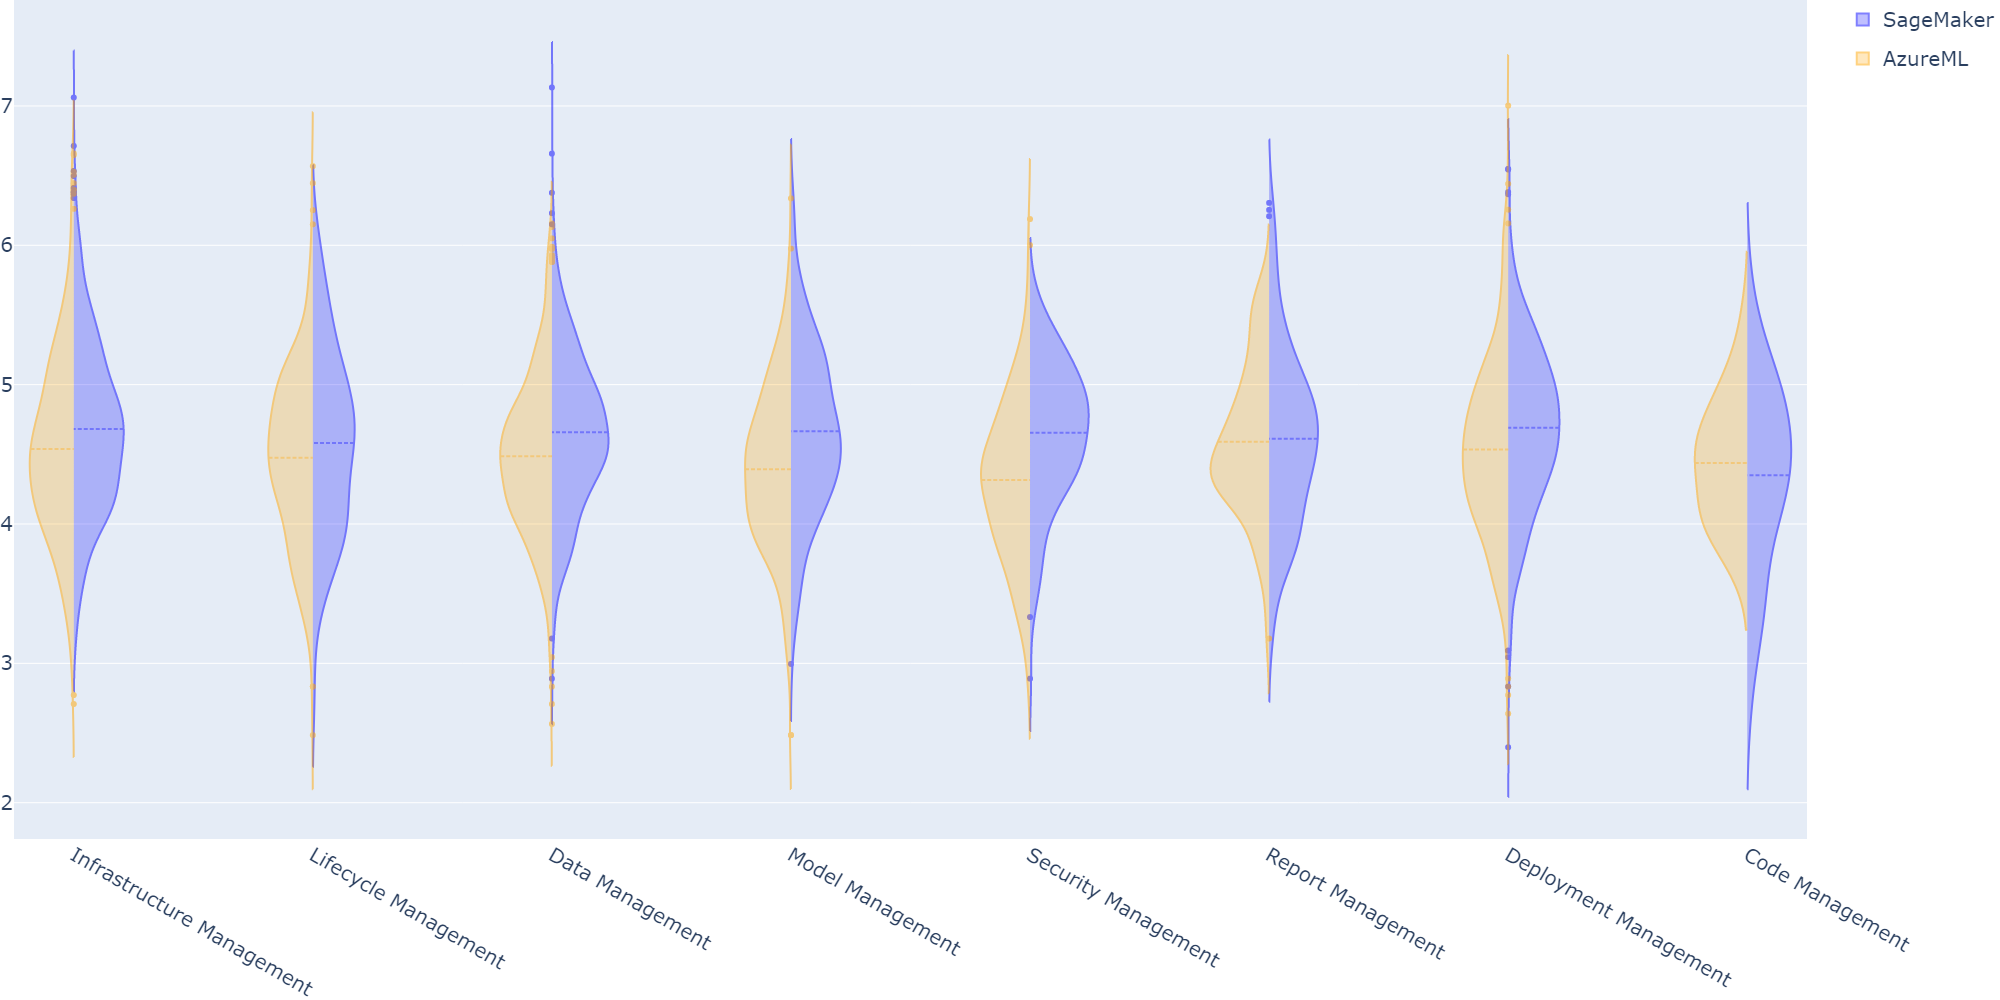 SageMaker
AzureML
7
6
5
4
3
2
Infrastructure Management
Lifecycle Management
Data Management
Model Management
Security Management
Report Management
Deployment Management
Code Management